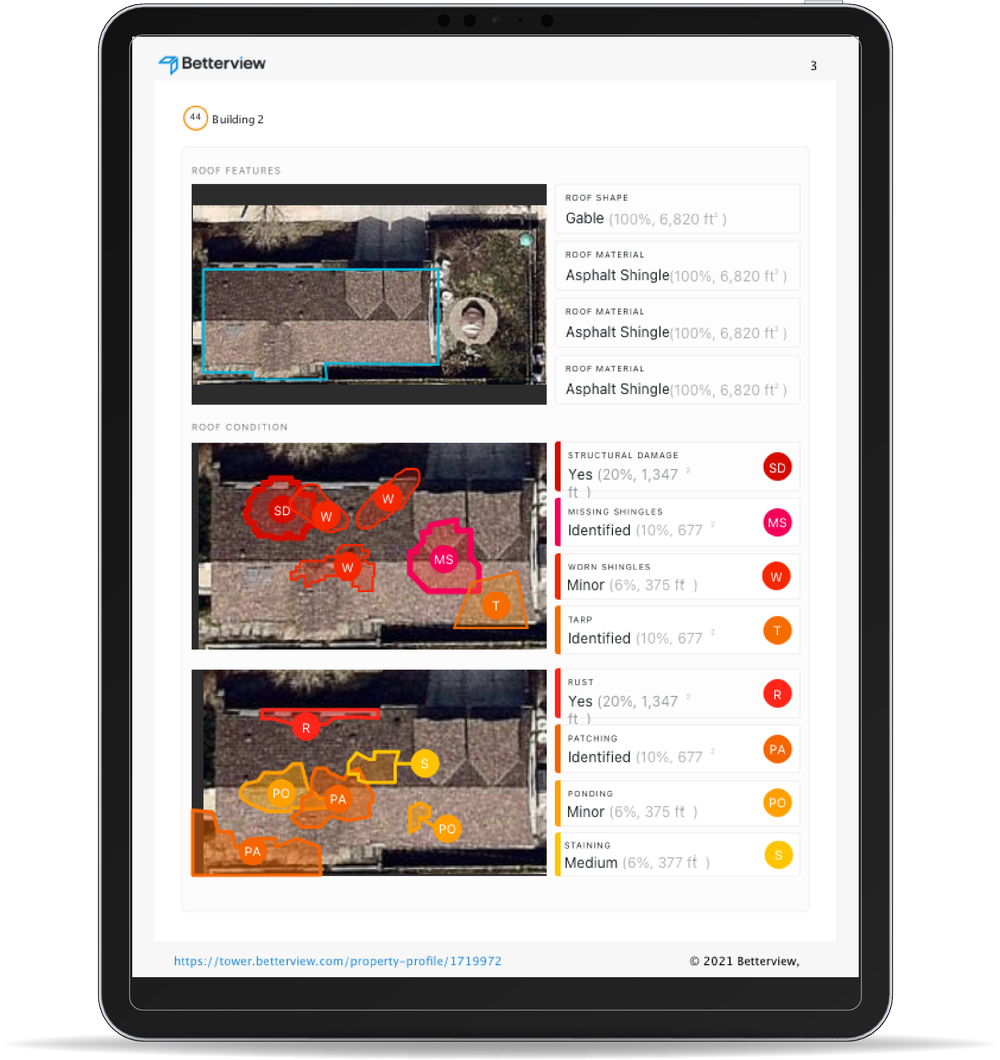 Betterview
3
44 Building 2
ROOF FEATURES
ROOF SHAPE
Gable (100%, 6,820 ft² )
ROOF MATERIAL
Asphalt Shingle(100%, 6,820 ft² )
ROOF MATERIAL
Asphalt Shingle(100%, 6,820 ft² )
ROOF MATERIAL
Asphalt Shingle(100%, 6,820 ft² )
ROOF CONDITION
SD
W
W
W
MS
T
STRUCTURAL DAMAGE
Yes (20%, 1,347 ²
ft )
SD
MISSING SHINGLES
Identified (10%, 677 ²
MS
WORN SHINGLES
Minor (6%, 375 ft )
W
TARP
Identified (10%, 677 ²
T
R
S
PO
PA
PO
PA
RUST
Yes (20%, 1,347 ²
ft )
R
PATCHING
Identified (10%, 677 ²
PA
PONDING
Minor (6%, 375 ft )
PO
STAINING
Medium (6%, 377 ft )
S
https://tower.betterview.com/property-profile/1719972
© 2021 Betterview,